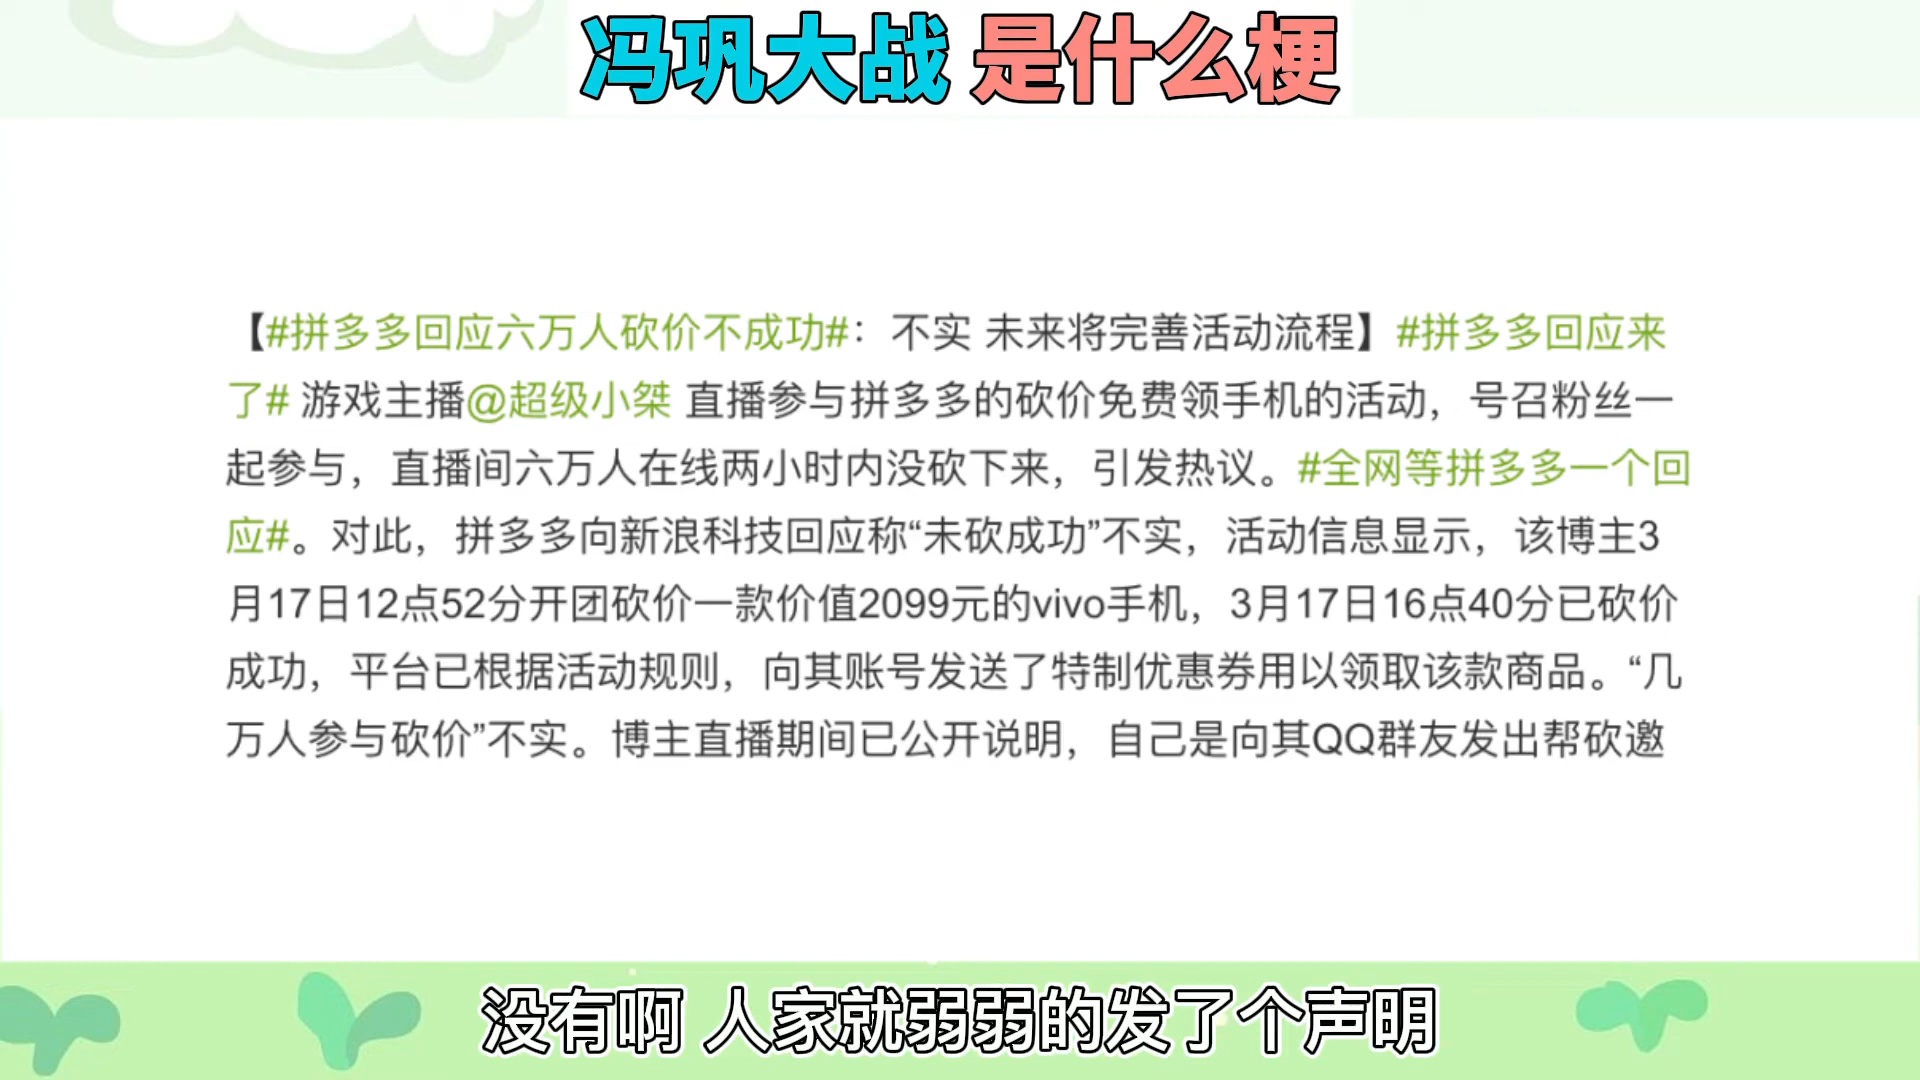 冯巩大战 是什么梗
【#拼多多回应六万人砍价不成功#：不实 未来将完善活动流程】#拼多多回应来
了# 游戏主播@超级小桀 直播参与拼多多的砍价免费领手机的活动，号召粉丝一
起参与，直播间六万人在线两小时内没砍下来，引发热议。#全网等拼多多一个回
应#。对此，拼多多向新浪科技回应称“未砍成功”不实，活动信息显示，该博主3
月17日12点52分开团砍价一款价值2099元的vivo手机，3月17日16点40分已砍价
成功，平台已根据活动规则，向其账号发送了特制优惠券用以领取该款商品。“几
万人参与砍价”不实。博主直播期间已公开说明，自己是向其QQ群友发出帮砍邀
没有啊 人家就弱弱的发了个声明